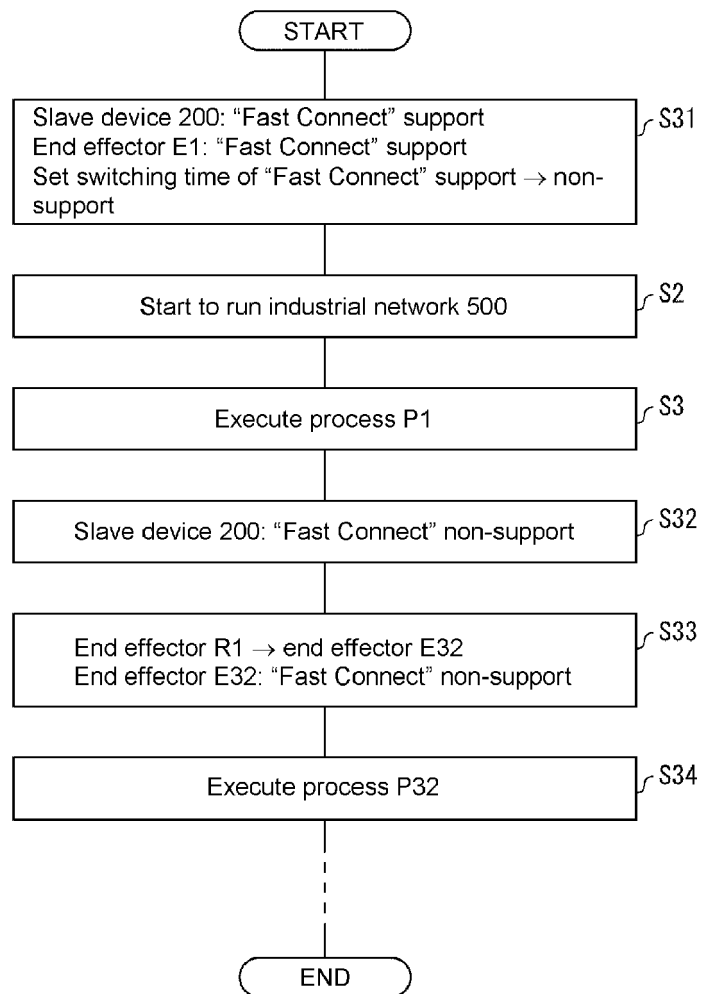 START
Slave device 200: “Fast Connect” support
End effector E1: “Fast Connect” support
Set switching time of “Fast Connect” support → non-
support
S31
Start to run industrial network 500
S2
Execute process P1
S3
Slave device 200: “Fast Connect” non-support
S32
End effector R1 → end effector E32
End effector E32: “Fast Connect” non-support
S33
Execute process P32
S34
END